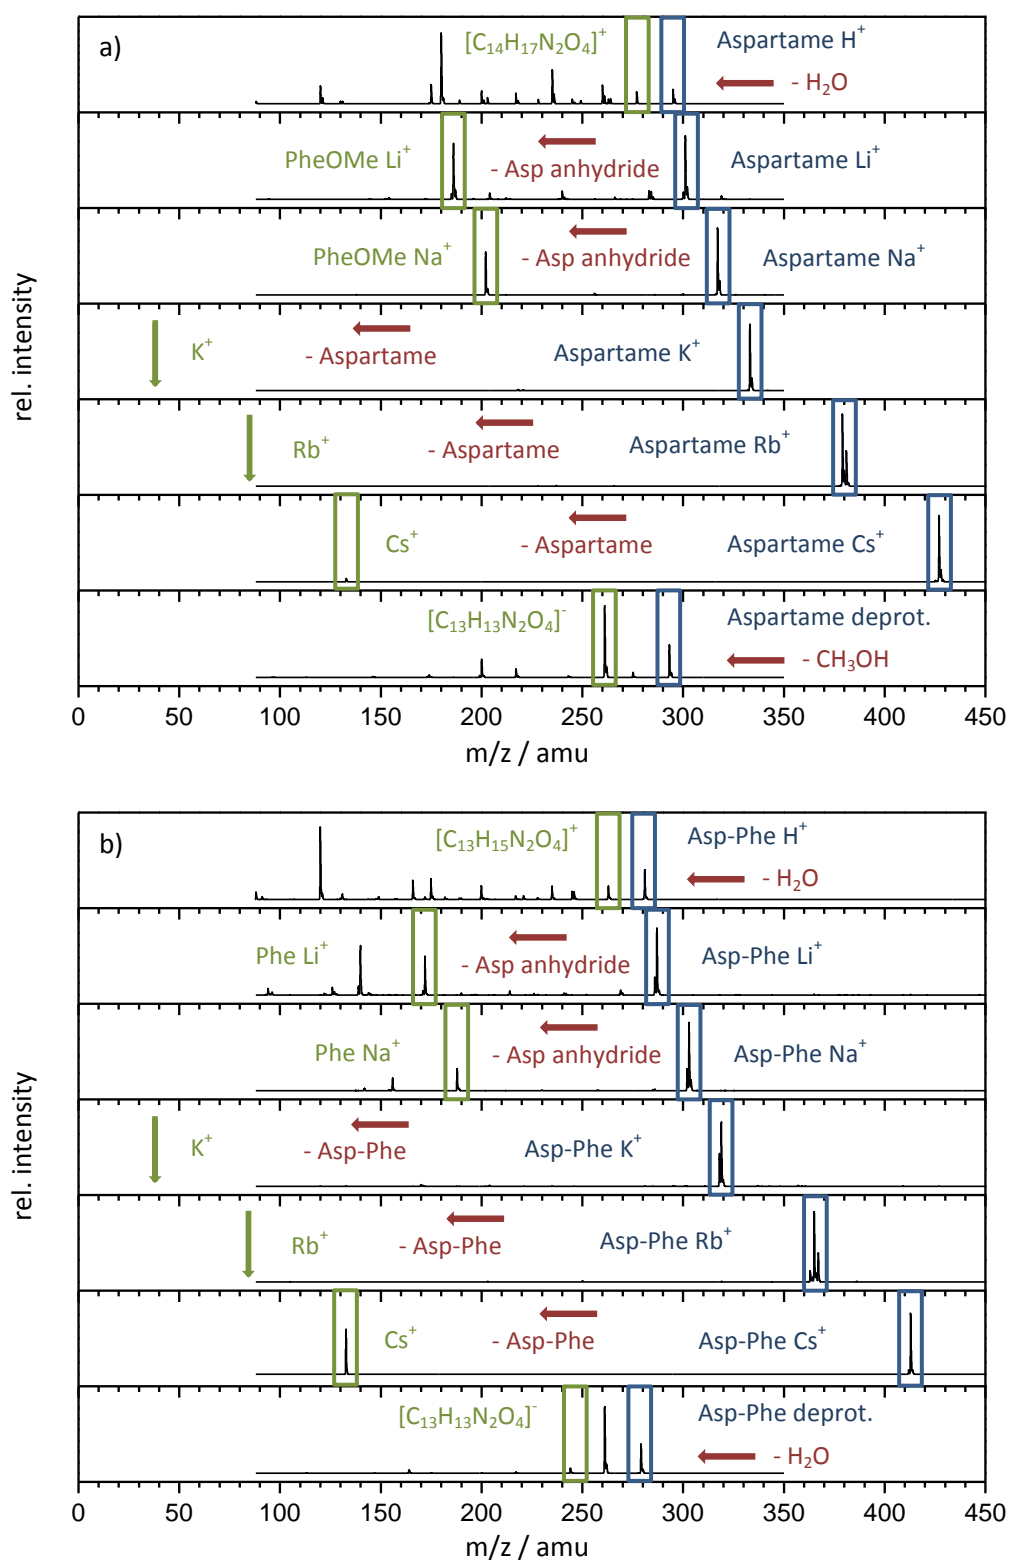 a)
[C₁₄H₁₇N₂O₄]⁺
Aspartame H⁺
- H₂O
PheOMe Li⁺
- Asp anhydride
Aspartame Li⁺
PheOMe Na⁺
- Asp anhydride
Aspartame Na⁺
K⁺
- Aspartame
Aspartame K⁺
Rb⁺
- Aspartame
Aspartame Rb⁺
Cs⁺
- Aspartame
Aspartame Cs⁺
[C₁₃H₁₃N₂O₄]⁻
Aspartame deprot.
- CH₃OH
rel. intensity
0 50 100 150 200 250 300 350 400 450
m/z / amu
b)
[C₁₃H₁₅N₂O₄]⁺
Asp-Phe H⁺
- H₂O
Phe Li⁺
- Asp anhydride
Asp-Phe Li⁺
Phe Na⁺
- Asp anhydride
Asp-Phe Na⁺
K⁺
- Asp-Phe
Asp-Phe K⁺
Rb⁺
- Asp-Phe
Asp-Phe Rb⁺
Cs⁺
- Asp-Phe
Asp-Phe Cs⁺
[C₁₃H₁₃N₂O₄]⁻
Asp-Phe deprot.
- H₂O
rel. intensity
0 50 100 150 200 250 300 350 400 450
m/z / amu